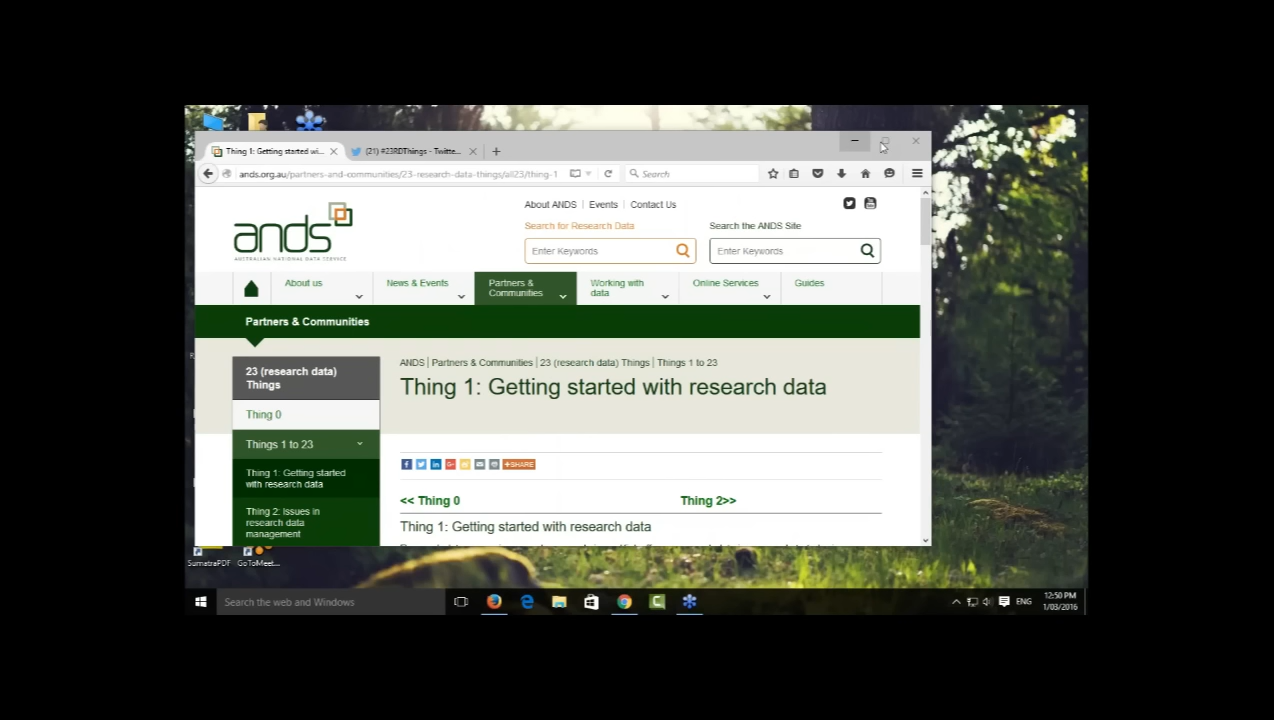 Thing 1: Getting started wi...
(21) #23RDThings - Twitte...
ands.org.au/partners-and-communities/23-research-data-things/all23/thing-1
Search
About ANDS
Events
Contact Us
ands
AUSTRALIAN NATIONAL DATA SERVICE
Search for Research Data
Search the ANDS Site
Enter Keywords
Enter Keywords
About us
News & Events
Partners &
Communities
Working with
data
Online Services
Guides
Partners & Communities
ANDS | Partners & Communities | 23 (research data) Things | Things 1 to 23
Thing 1: Getting started with research data
23 (research data)
Things
Thing 0
Things 1 to 23
Thing 1: Getting started
with research data
Thing 2: Issues in
research data
management
SHARE
<< Thing 0
Thing 2>>
Thing 1: Getting started with research data
SumatraPDF
GoToMeet...
Search the web and Windows
ENG
12:50 PM
1/03/2016